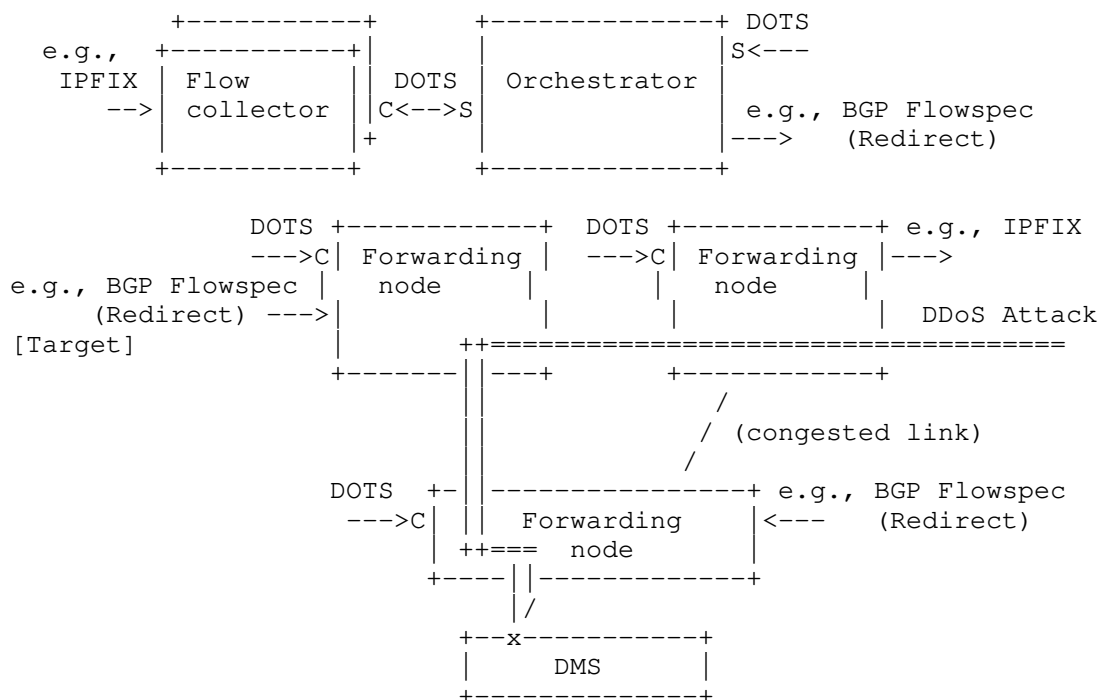 DOTS
e.g.,
S<---
IPFIX Flow DOTS Orchestrator
--> collector C<-->S e.g., BGP Flowspec
---> (Redirect)
DOTS DOTS e.g., IPFIX
--->C Forwarding --->C Forwarding --->
e.g., BGP Flowspec node node
(Redirect) ---> DDoS Attack
[Target]
/
/ (congested link)
/
DOTS e.g., BGP Flowspec
--->C Forwarding <--- (Redirect)
node
x
DMS